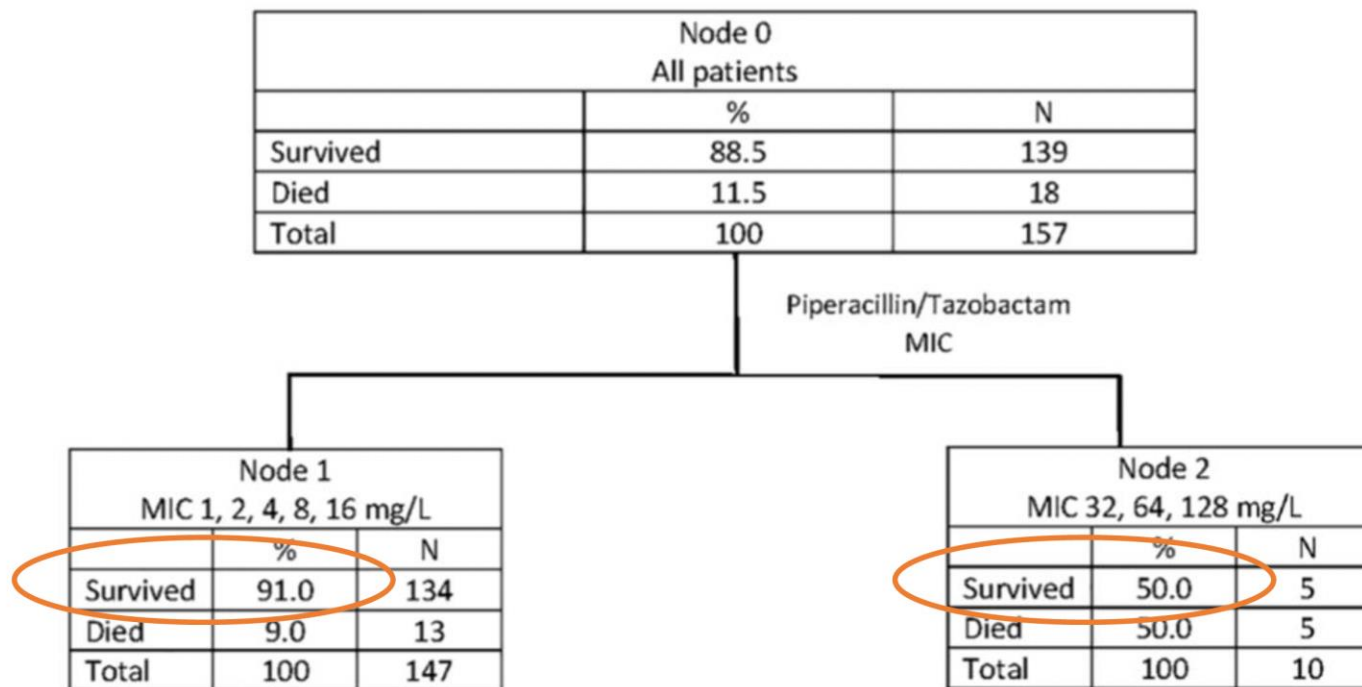 Node 0
All patients
% N
Survived 88.5 139
Died 11.5 18
Total 100 157
Piperacillin/Tazobactam
MIC
Node 1
MIC 1, 2, 4, 8, 16 mg/L
% N
Survived 91.0 134
Died 9.0 13
Total 100 147
Node 2
MIC 32, 64, 128 mg/L
% N
Survived 50.0 5
Died 50.0 5
Total 100 10